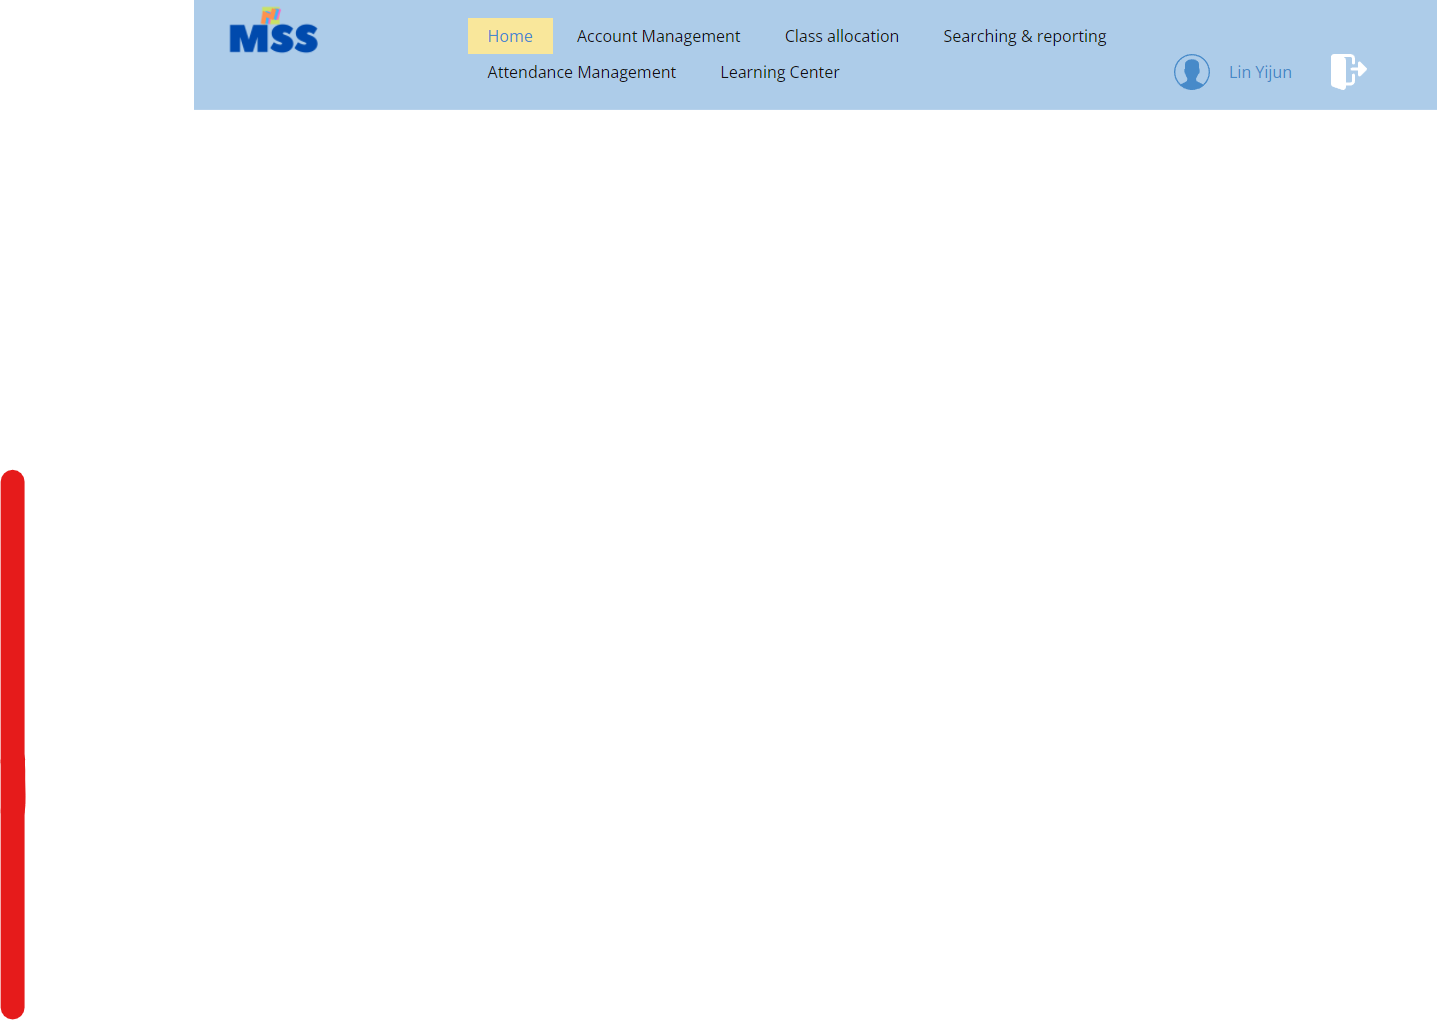 MSS
Home Account Management Class allocation Searching & reporting
Attendance Management Learning Center Lin Yijun